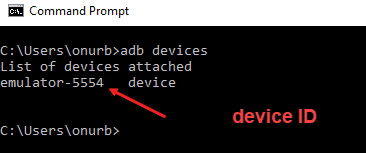 Command Prompt
C:\Users\onurb>adb devices
List of devices attached
emulator-5554 device
device ID
C:\Users\onurb>